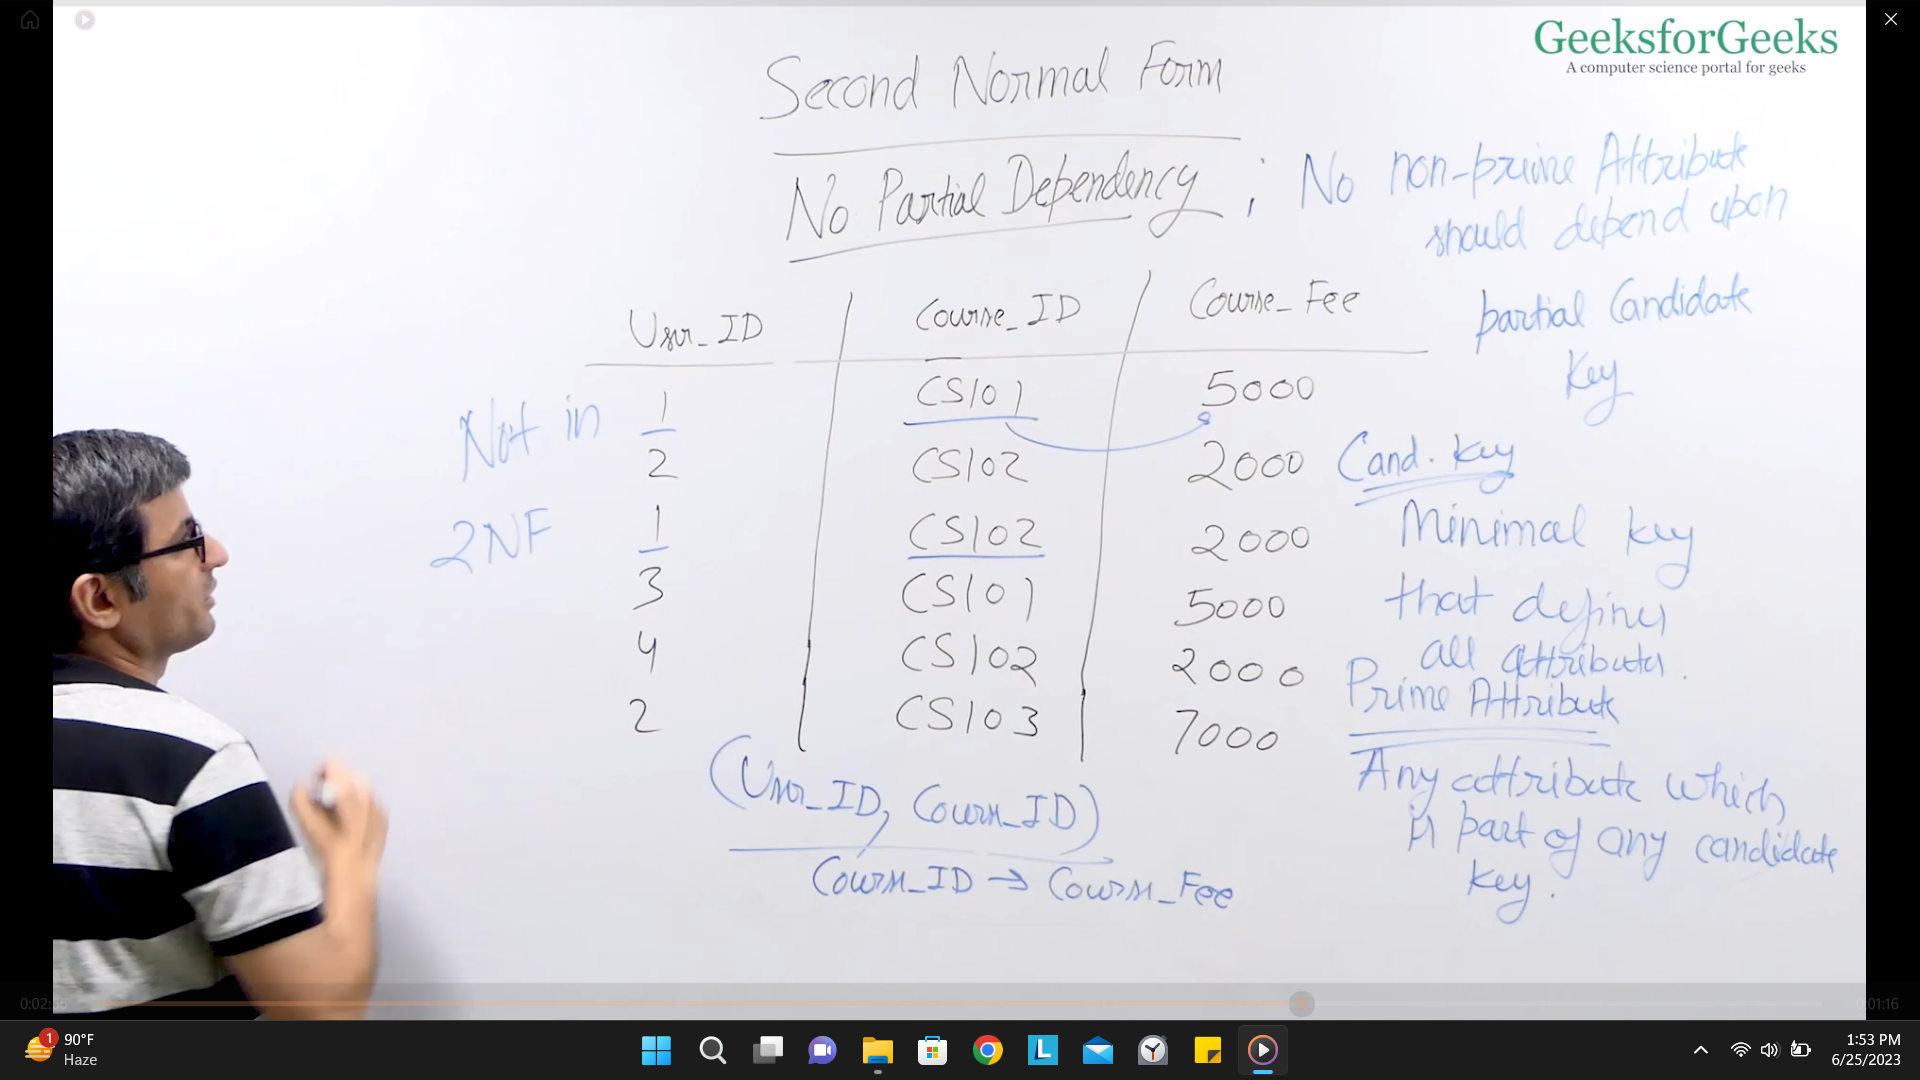 GeeksforGeeks
A computer science portal for geeks
Second Normal Form
No Partial Dependency ; No non-prime Attribute
should depend upon
partial Candidate
Key
User_ID Course_ID Course_Fee
1 CS101 5000
2 CS102 2000
1 CS102 2000
3 CS101 5000
4 CS102 2000
2 CS103 7000
Not in
2NF
Cand. Key
Minimal key
that defines
all attributes.
Prime Attribute
Any attribute which
is part of any candidate
key.
(User_ID, Course_ID)
Course_ID → Course_Fee
0:01:16
1
90°F
Haze
1:53 PM
6/25/2023